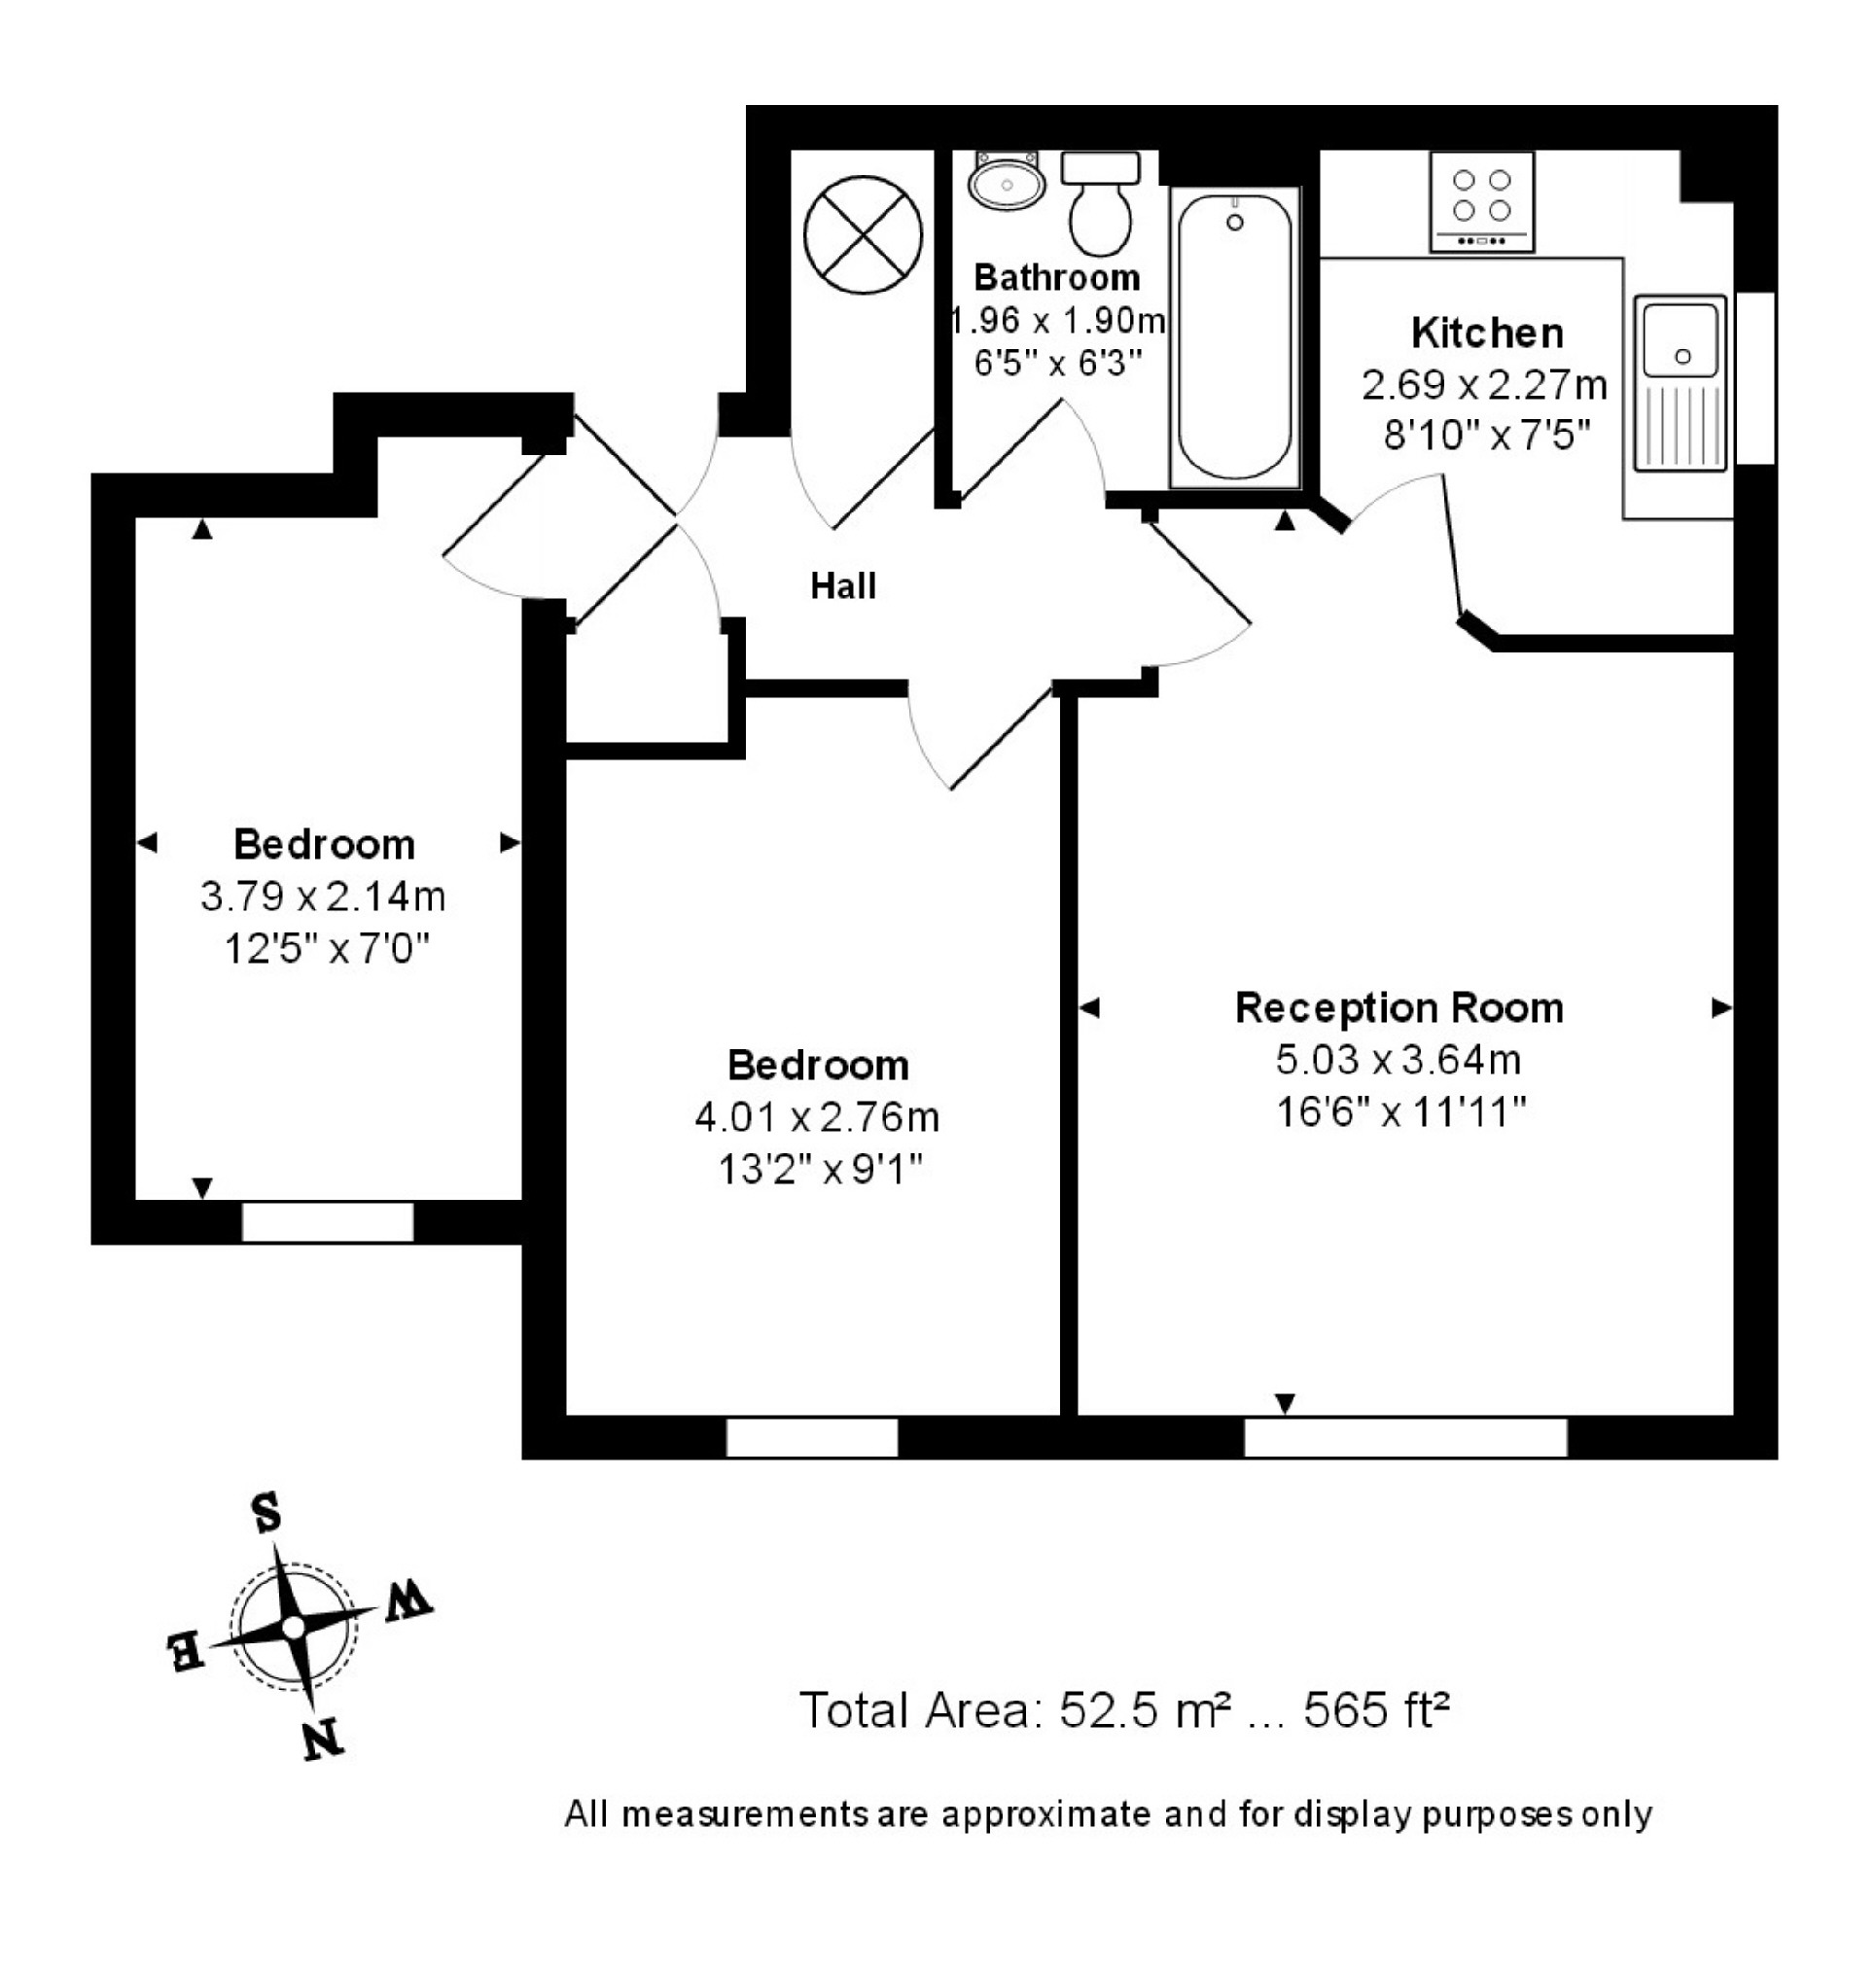 Bathroom
1.96 x 1.90m
6'5" x 6'3"
Kitchen
2.69 x 2.27m
8'10" x 7'5"
Hall
Bedroom
3.79 x 2.14m
12'5" x 7'0"
Bedroom
4.01 x 2.76m
13'2" x 9'1"
Reception Room
5.03 x 3.64m
16'6" x 11'11"
S
W
E
N
Total Area: 52.5 m² ... 565 ft²
All measurements are approximate and for display purposes only